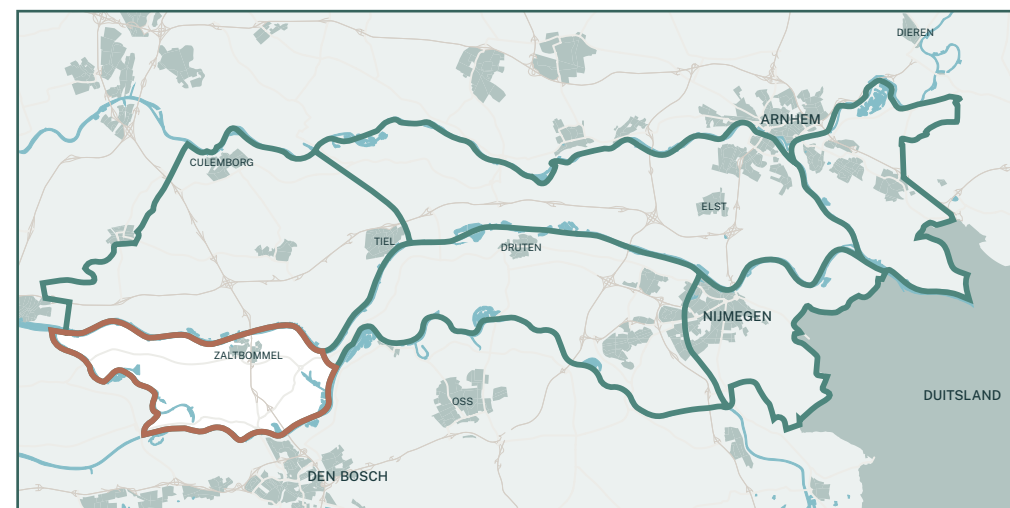 DIEREN
ARNHEM
CULEMBORG
ELST
TIEL
DRUTEN
NIJMEGEN
ZALTBOMMEL
DUITSLAND
OSS
DEN BOSCH